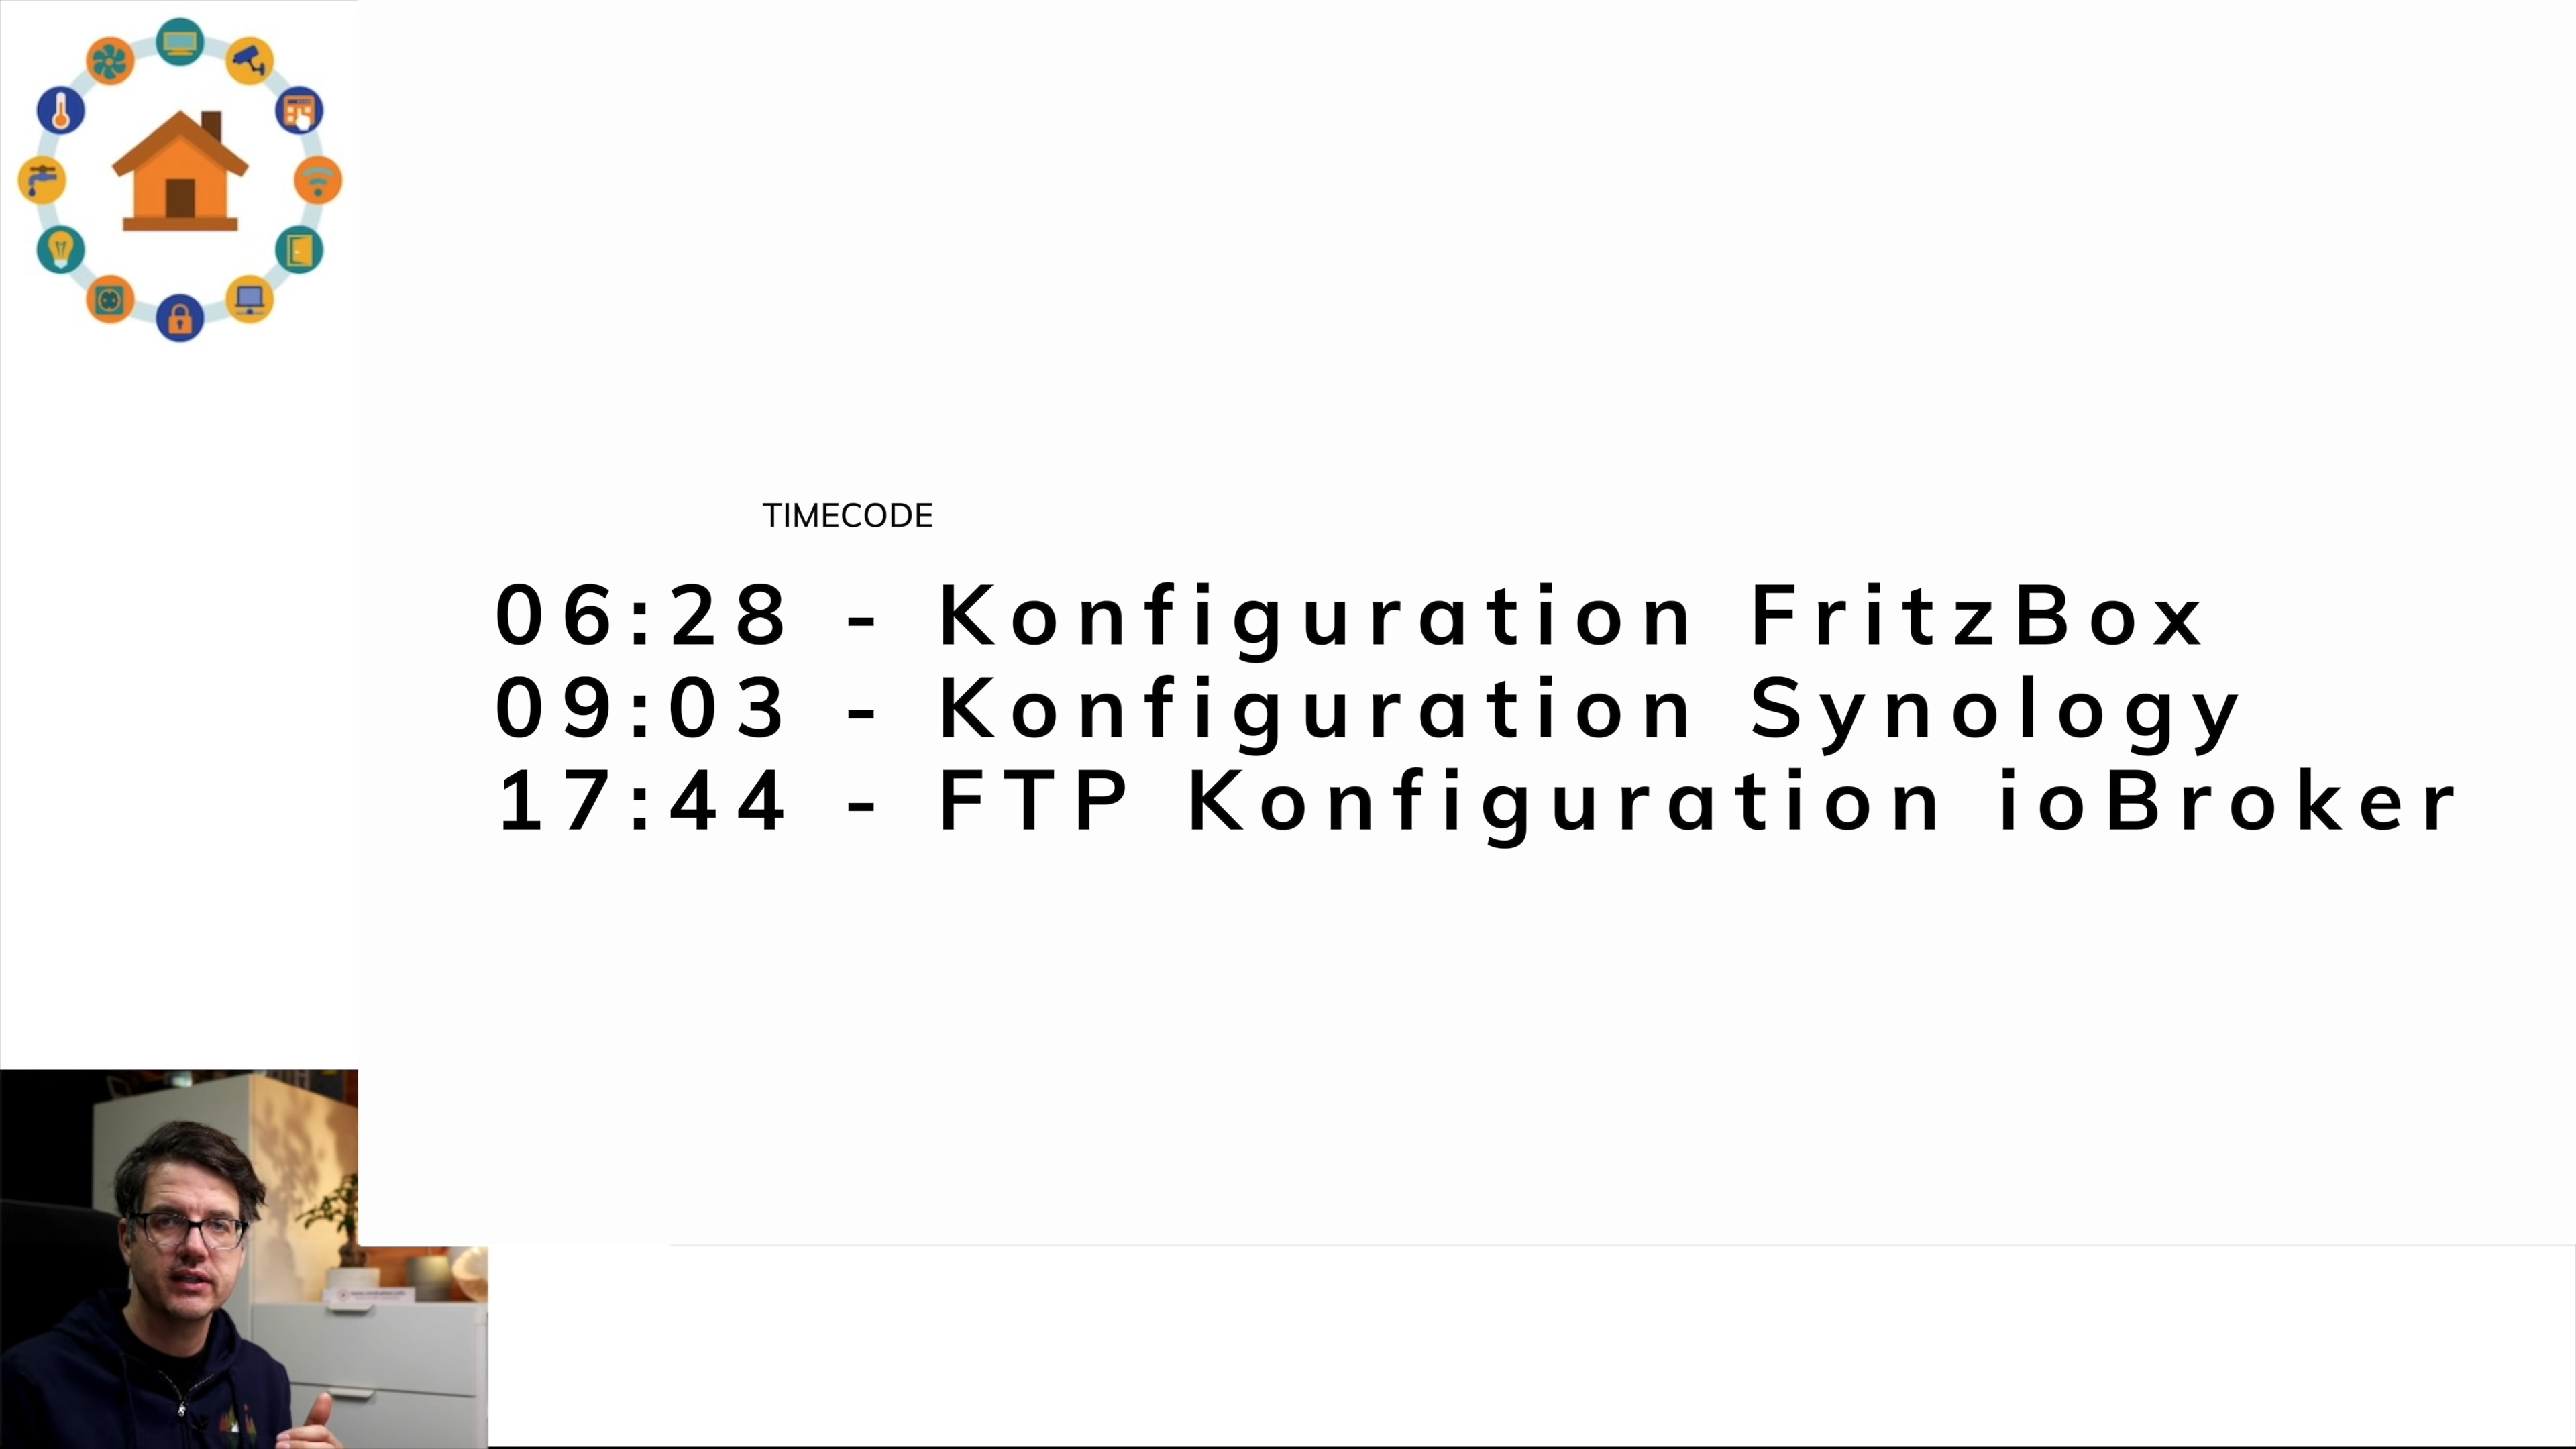 TIMECODE
06:28 - Konfiguration FritzBox
09:03 - Konfiguration Synology
17:44 - FTP Konfiguration ioBroker